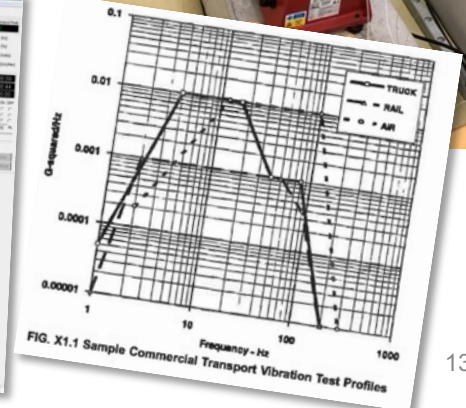 0.1
0.01
0.001
0.0001
0.00001
G-squared/Hz
TRUCK
RAIL
AIR
1
10
100
1000
Frequency - Hz
FIG. X1.1 Sample Commercial Transport Vibration Test Profiles
13